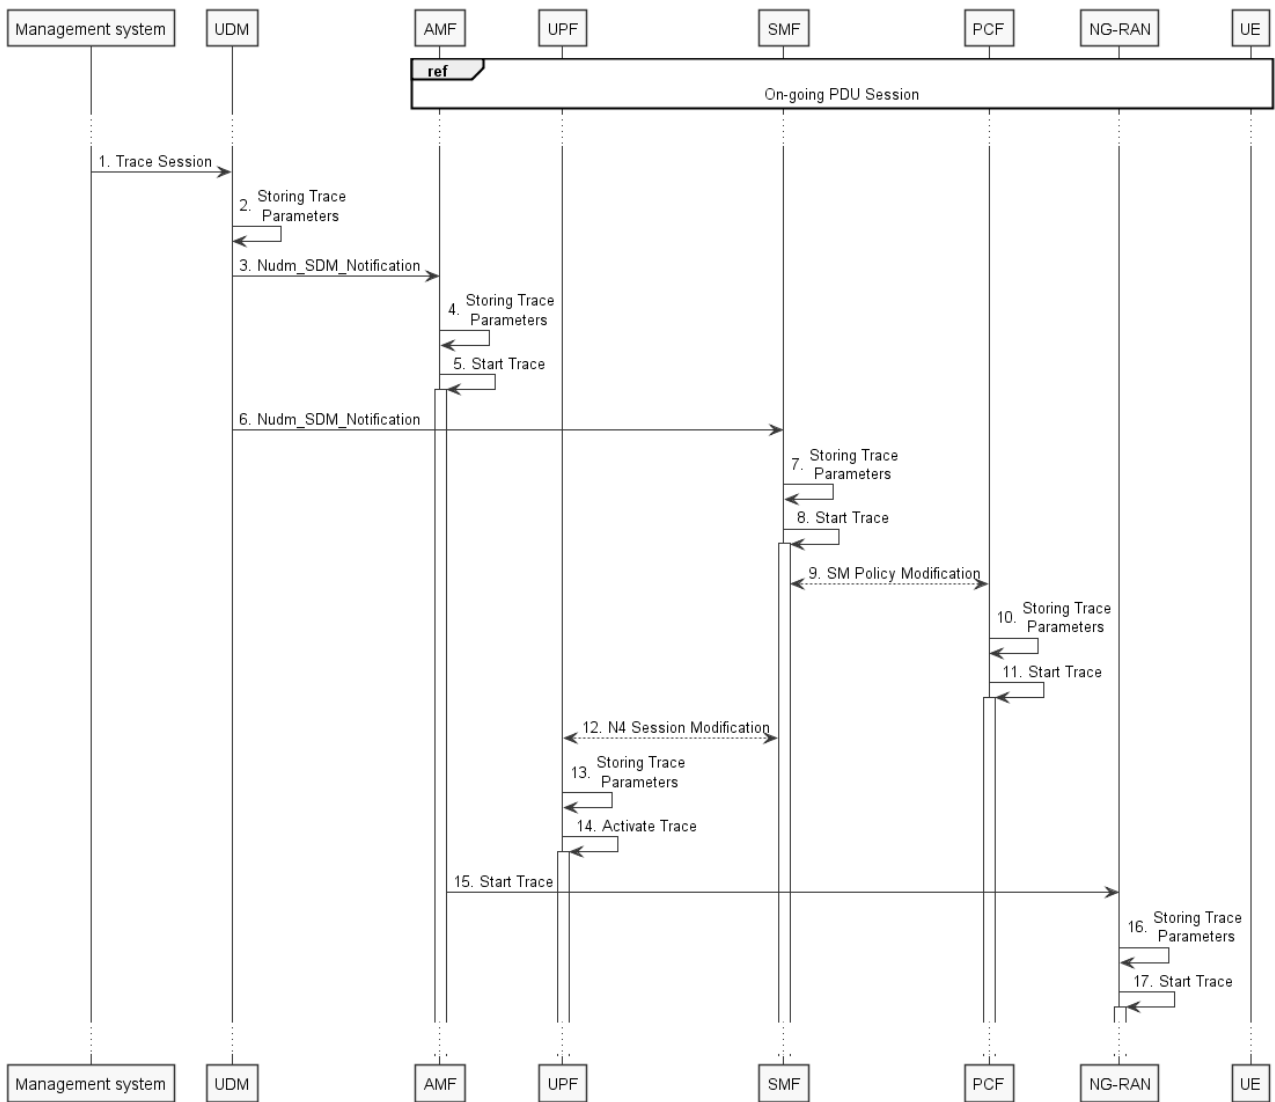 Management system
UDM
AMF
UPF
SMF
PCF
NG-RAN
UE
ref
On-going PDU Session
1. Trace Session
2. Storing Trace
Parameters
3. Nudm_SDM_Notification
4. Storing Trace
Parameters
5. Start Trace
6. Nudm_SDM_Notification
7. Storing Trace
Parameters
8. Start Trace
9. SM Policy Modification
10. Storing Trace
Parameters
11. Start Trace
12. N4 Session Modification
13. Storing Trace
Parameters
14. Activate Trace
15. Start Trace
16. Storing Trace
Parameters
17. Start Trace
Management system
UDM
AMF
UPF
SMF
PCF
NG-RAN
UE